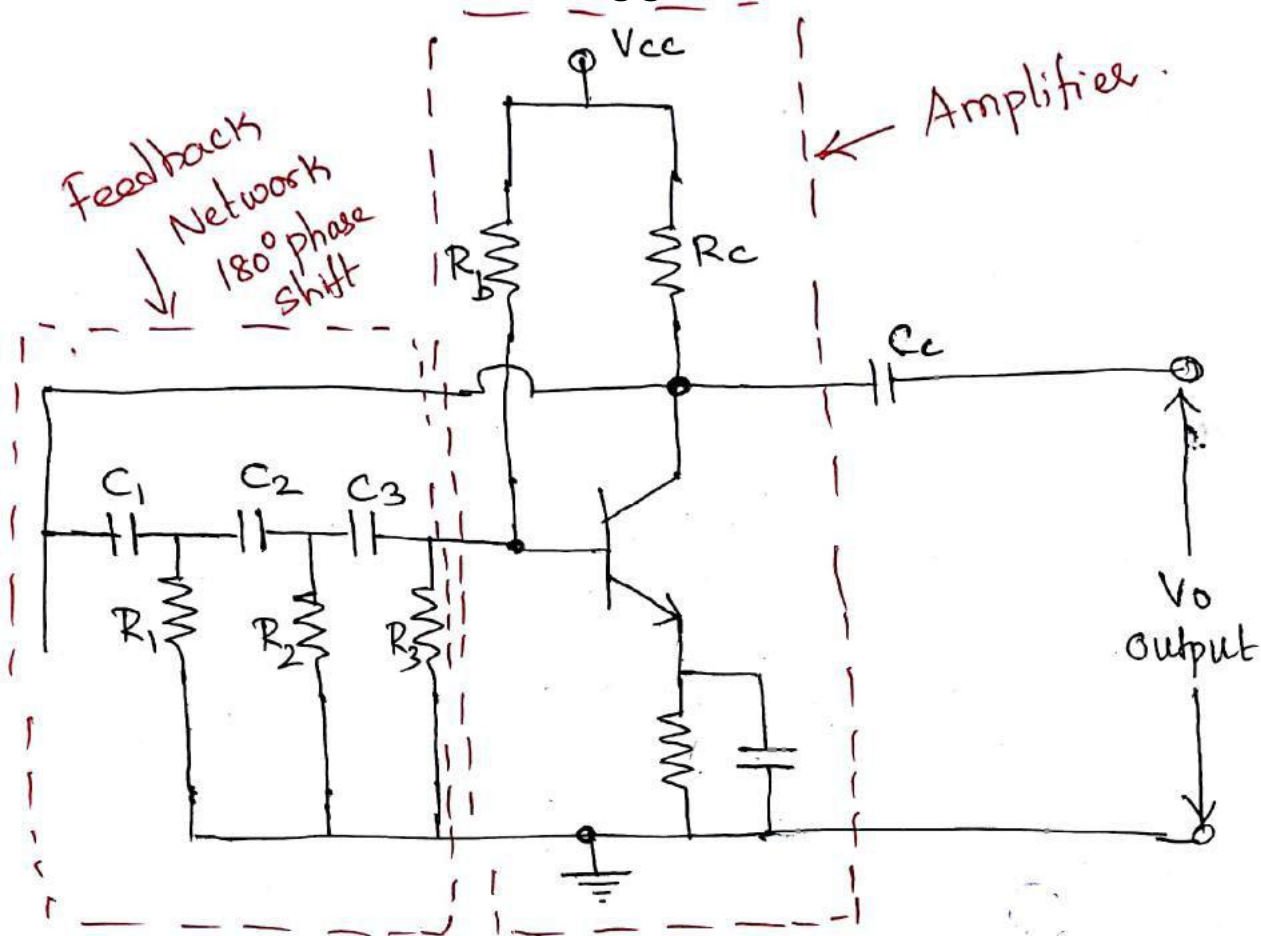 Vcc
Amplifier.
Feedback
Network
180° phase
shift
Rb
Rc
Cc
C1
C2
C3
R1
R2
R3
Vo
output